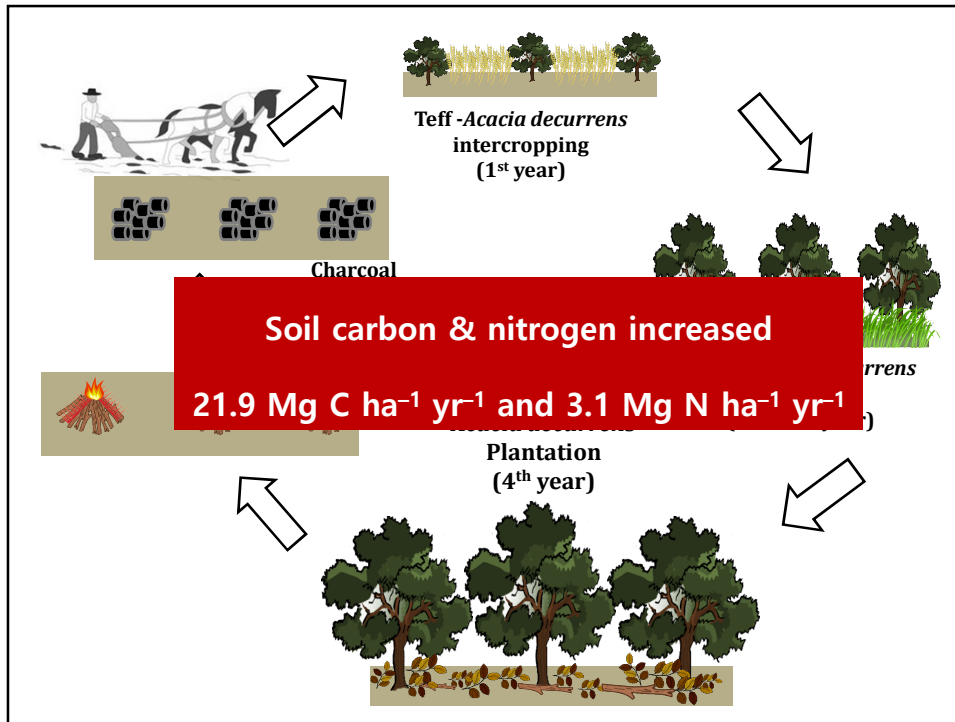 Teff -Acacia decurrens
intercropping
(1st year)
Charcoal
Soil carbon & nitrogen increased
21.9 Mg C ha⁻¹ yr⁻¹ and 3.1 Mg N ha⁻¹ yr⁻¹
Plantation
(4th year)